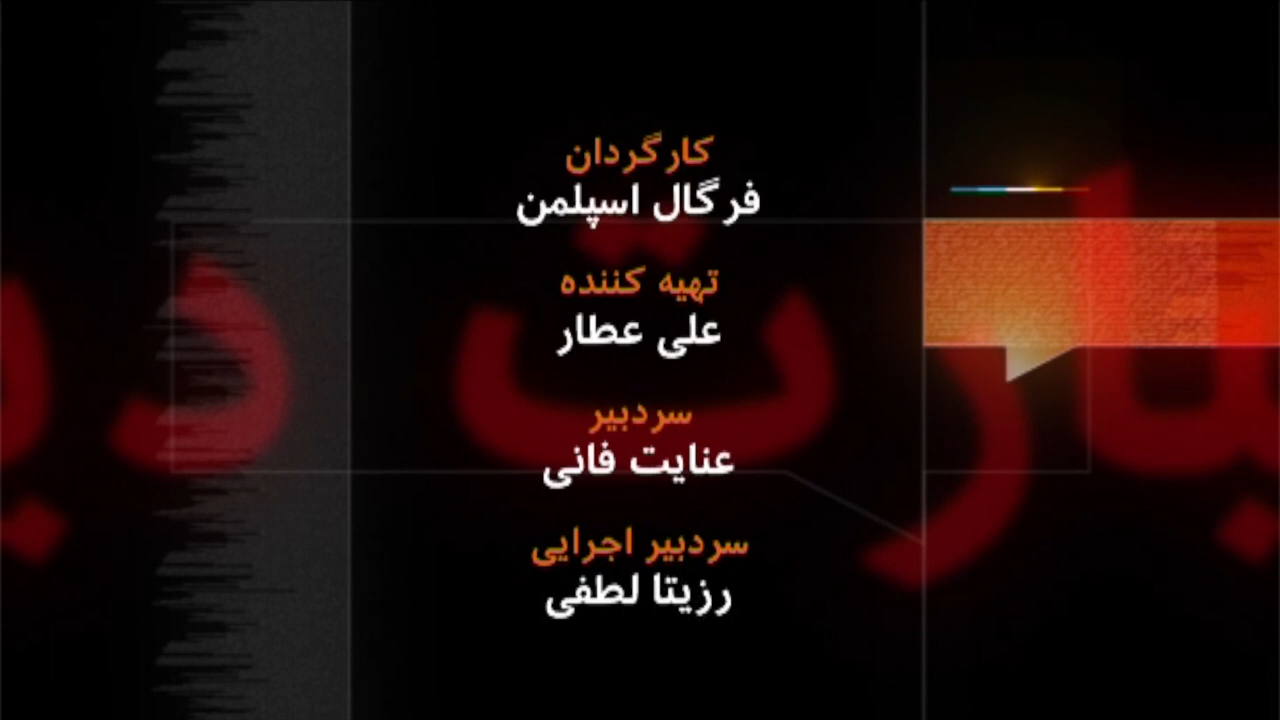 کارگردان
فرگال اسپلمن
تهیه کننده
علی عطار
سردبیر
عنایت فانی
سردبیر اجرایی
رزیتا لطفی